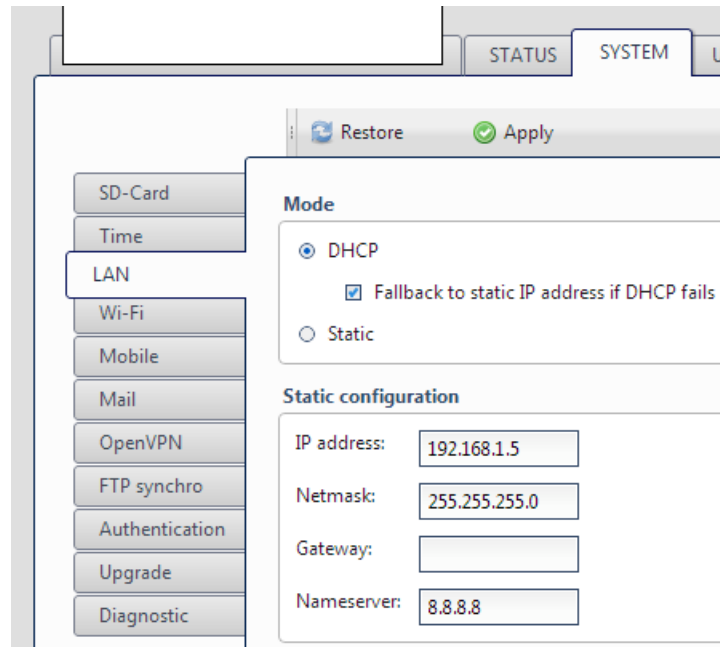 STATUS
SYSTEM
Restore
Apply
SD-Card
Time
LAN
Wi-Fi
Mobile
Mail
OpenVPN
FTP synchro
Authentication
Upgrade
Diagnostic
Mode
DHCP
Fallback to static IP address if DHCP fails
Static
Static configuration
IP address: 192.168.1.5
Netmask: 255.255.255.0
Gateway:
Nameserver: 8.8.8.8